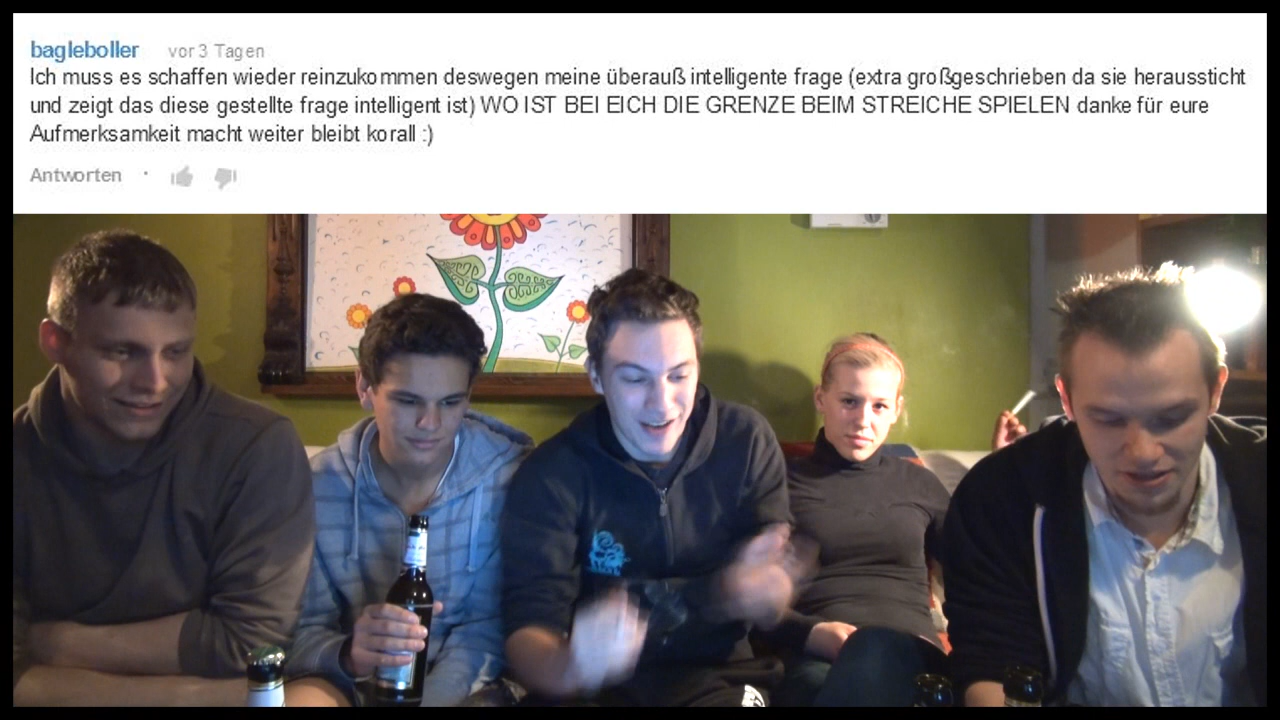 bagleboller vor 3 Tagen
Ich muss es schaffen wieder reinzukommen deswegen meine überauß intelligente frage (extra großgeschrieben da sie heraussticht
und zeigt das diese gestellte frage intelligent ist) WO IST BEI EICH DIE GRENZE BEIM STREICHE SPIELEN danke für eure
Aufmerksamkeit macht weiter bleibt korall :)
Antworten ·